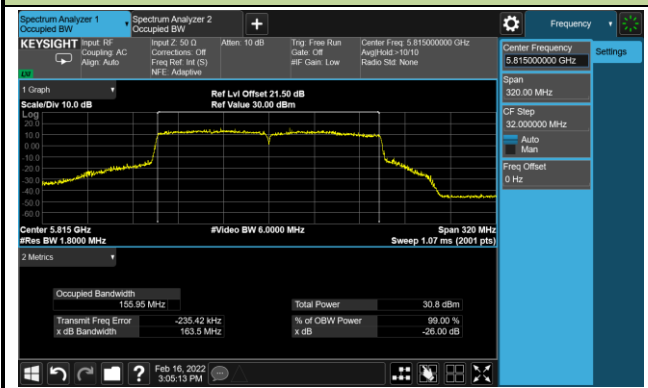 Spectrum Analyzer 1
Occupied BW
Spectrum Analyzer 2
Occupied BW
+
Frequency
KEYSIGHT
Input: RF
Coupling: AC
Align: Auto
Input Z: 50 Ω
Corrections: Off
Freq Ref: Int (S)
NFE: Adaptive
Atten: 10 dB
Trig: Free Run
Gate: Off
#IF Gain: Low
Center Freq: 5.815000000 GHz
Avg|Hold:>10/10
Radio Std: None
Center Frequency
5.815000000 GHz
Settings
Span
320.00 MHz
CF Step
32.000000 MHz
Auto
Man
Freq Offset
0 Hz
1 Graph
Scale/Div 10.0 dB
Ref Lvl Offset 21.50 dB
Ref Value 30.00 dBm
Log
20.0
10.0
0.00
-10.0
-20.0
-30.0
-40.0
-50.0
-60.0
Center 5.815 GHz
#Res BW 1.8000 MHz
#Video BW 6.0000 MHz
Span 320 MHz
Sweep 1.07 ms (2001 pts)
2 Metrics
Occupied Bandwidth
155.95 MHz
Total Power
30.8 dBm
Transmit Freq Error
-235.42 kHz
% of OBW Power
99.00 %
x dB Bandwidth
163.5 MHz
x dB
-26.00 dB
?
Feb 16, 2022
3:05:13 PM